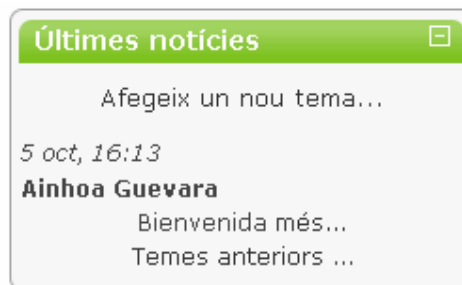 Últimes notícies
Afegeix un nou tema...
5 oct, 16:13
Ainhoa Guevara
Bienvenida més...
Temes anteriors ...